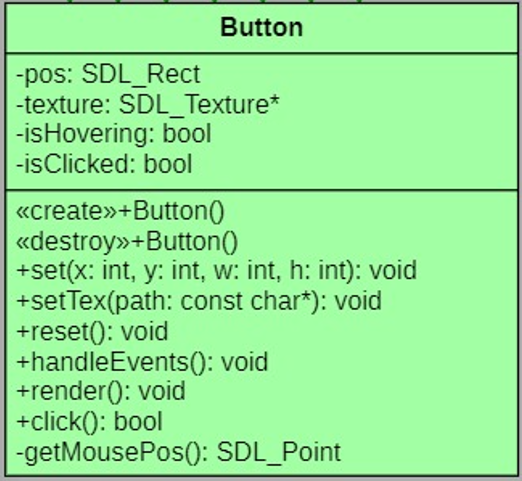 Button
-pos: SDL_Rect
-texture: SDL_Texture*
-isHovering: bool
-isClicked: bool
«create»+Button()
«destroy»+Button()
+set(x: int, y: int, w: int, h: int): void
+setTex(path: const char*): void
+reset(): void
+handleEvents(): void
+render(): void
+click(): bool
-getMousePos(): SDL_Point